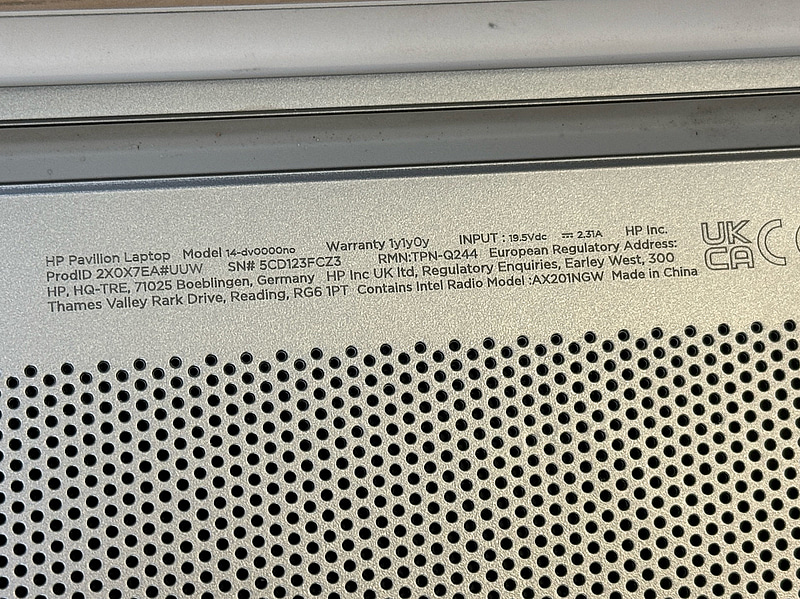 HP Pavilion Laptop Model 14-dv0000no Warranty 1y1y0y INPUT : 19.5Vdc ⎓ 2.31A HP Inc.
ProdID 2X0X7EA#UUW SN# 5CD123FCZ3 RMN:TPN-Q244 European Regulatory Address:
HP, HQ-TRE, 71025 Boeblingen, Germany HP Inc UK ltd, Regulatory Enquiries, Earley West, 300
Thames Valley Rark Drive, Reading, RG6 1PT Contains Intel Radio Model :AX201NGW Made in China
UK
CA
CE